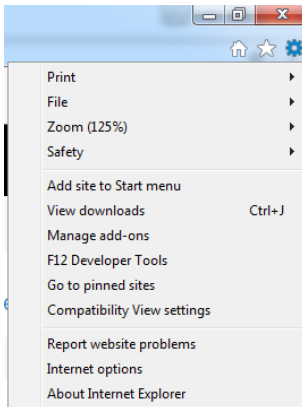 Print
File
Zoom (125%)
Safety
Add site to Start menu
View downloads Ctrl+J
Manage add-ons
F12 Developer Tools
Go to pinned sites
Compatibility View settings
Report website problems
Internet options
About Internet Explorer